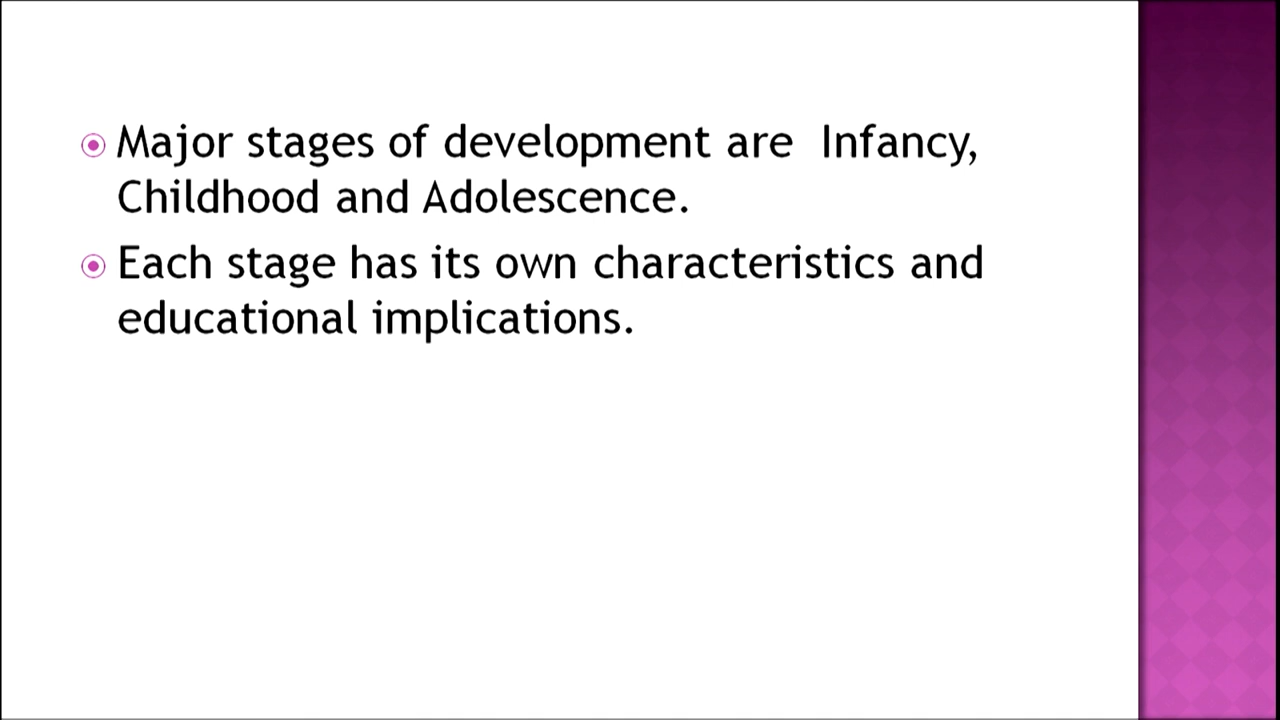 Major stages of development are  Infancy,
Childhood and Adolescence.
Each stage has its own characteristics and
educational implications.